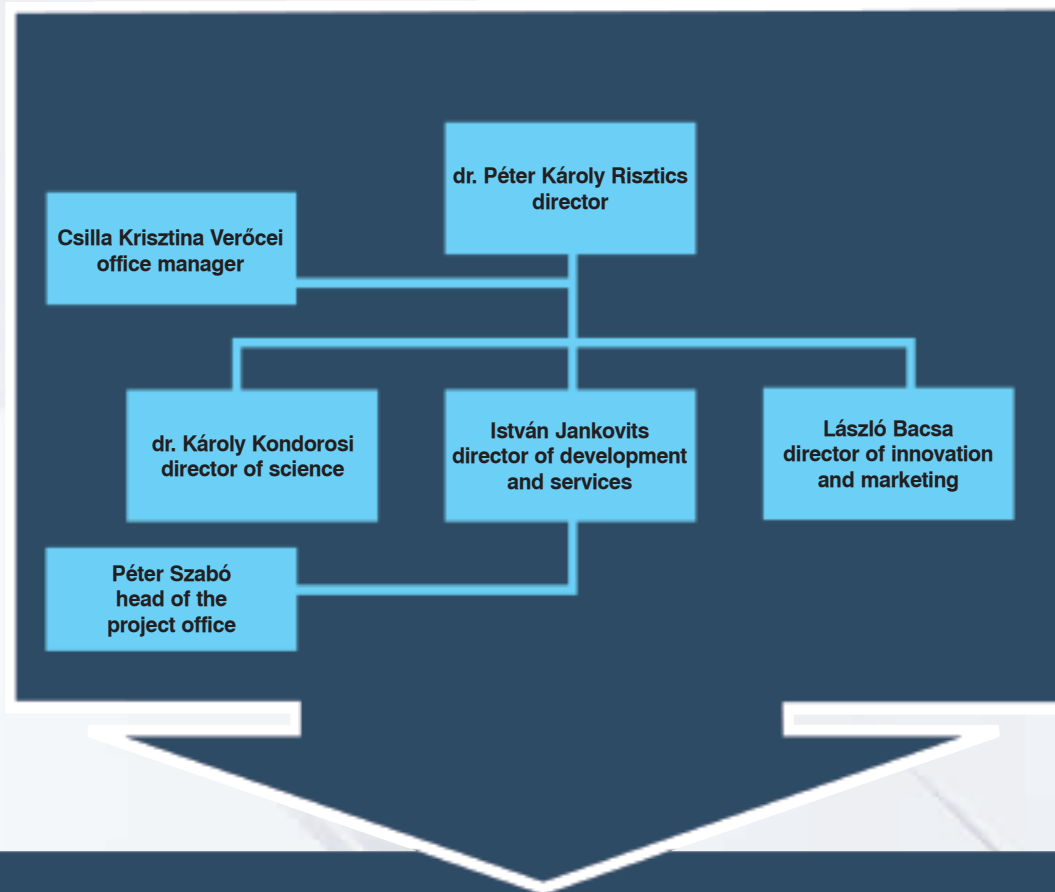 dr. Péter Károly Risztics
director
Csilla Krisztina Verőcei
office manager
dr. Károly Kondorosi
director of science
István Jankovits
director of development
and services
László Bacsa
director of innovation
and marketing
Péter Szabó
head of the
project office